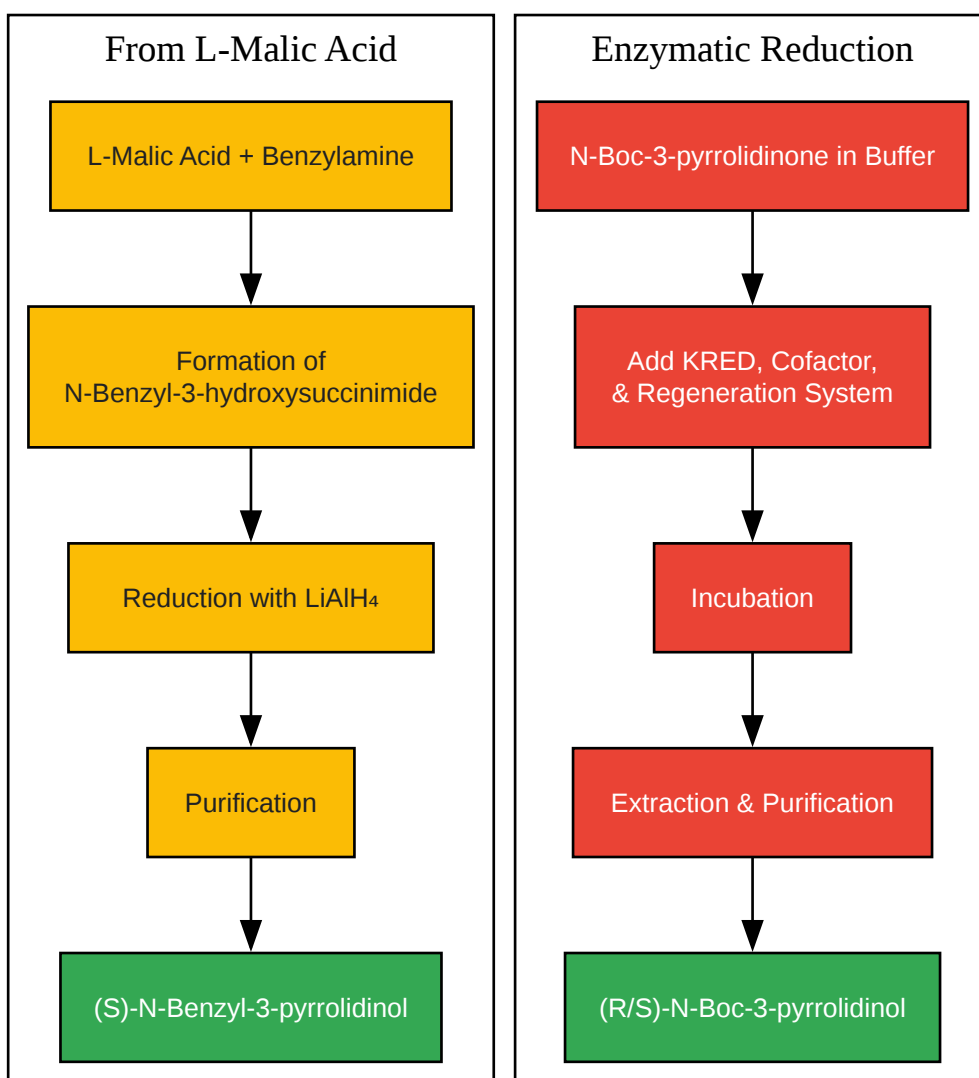 From L-Malic Acid
L-Malic Acid + Benzylamine
Formation of
N-Benzyl-3-hydroxysuccinimide
Reduction with LiAlH₄
Purification
(S)-N-Benzyl-3-pyrrolidinol
Enzymatic Reduction
N-Boc-3-pyrrolidinone in Buffer
Add KRED, Cofactor,
& Regeneration System
Incubation
Extraction & Purification
(R/S)-N-Boc-3-pyrrolidinol